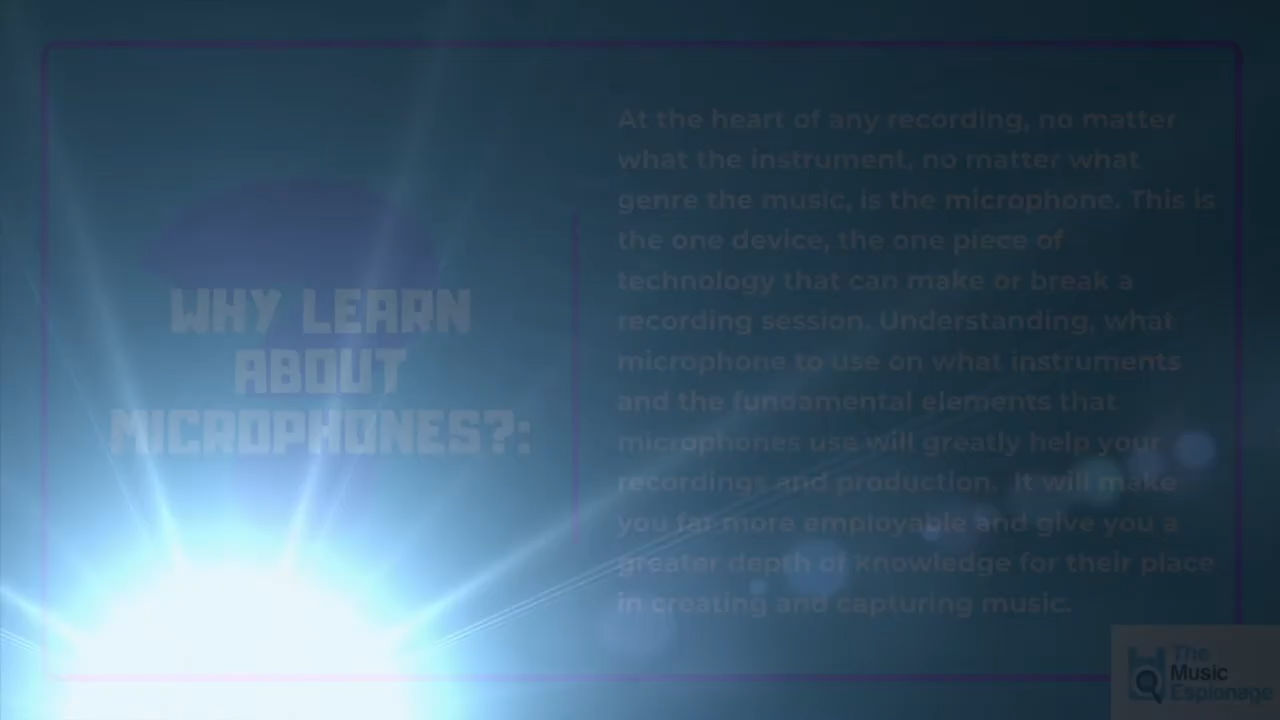 WHY LEARN
ABOUT
MICROPHONES?:
At the heart of any recording, no matter
what the instrument, no matter what
genre the music, is the microphone. This is
the one device, the one piece of
technology that can make or break a
recording session. Understanding, what
microphone to use on what instruments
and the fundamental elements that
microphones use will greatly help your
recordings and production. It will make
you far more employable and give you a
greater depth of knowledge for their place
in creating and capturing music.
The
Music
Espionage